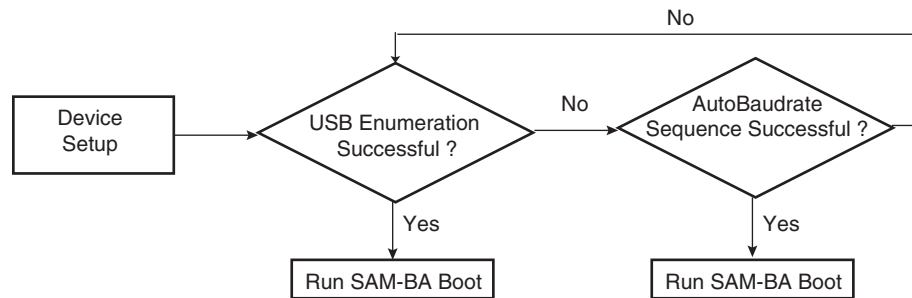 No
Device
Setup
USB Enumeration
Successful ?
No
AutoBaudrate
Sequence Successful ?
Yes
Yes
Run SAM-BA Boot
Run SAM-BA Boot